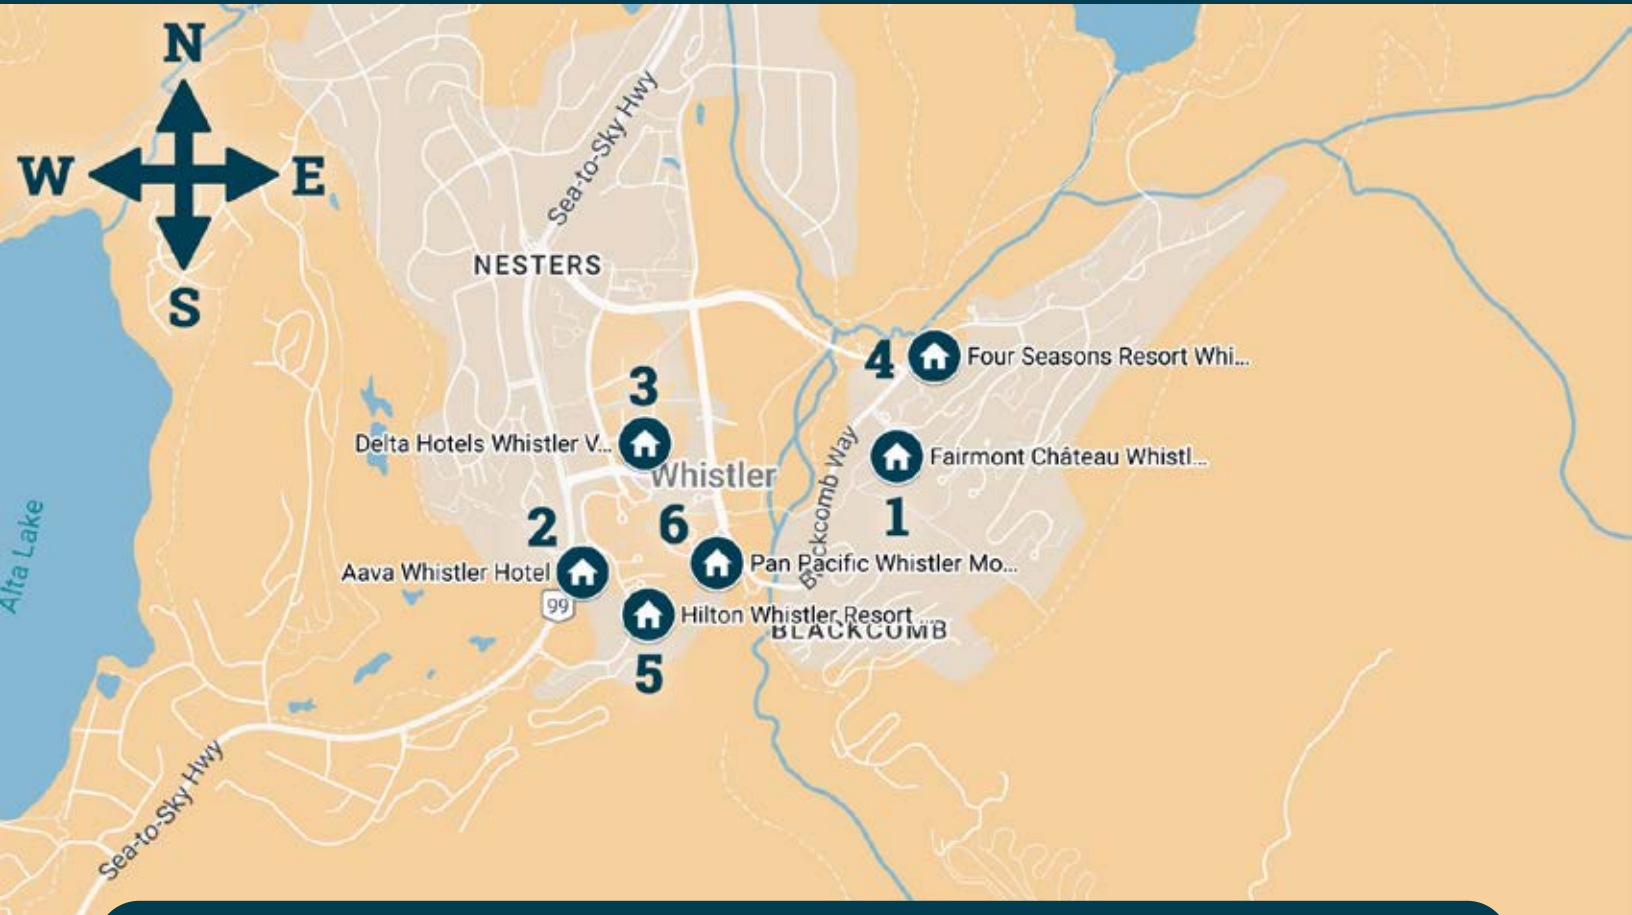 N
W
E
S
Sea-to-Sky Hwy
NESTERS
4
Four Seasons Resort Whi...
3
Delta Hotels Whistler V...
Whistler
Blackcomb Way
Fairmont Château Whistl...
1
2
6
Aava Whistler Hotel
Pan Pacific Whistler Mo...
99
Hilton Whistler Resort ...
BLACKCOMB
5
Alta Lake
Sea-to-Sky Hwy